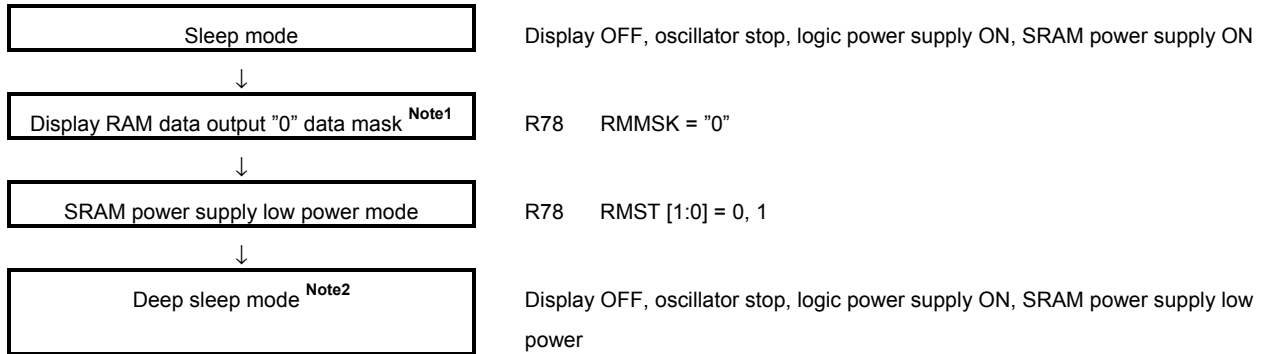 Sleep mode Display OFF, oscillator stop, logic power supply ON, SRAM power supply ON
↓
Display RAM data output ”0” data mask Note1 R78 RMMSK = ”0”
↓
SRAM power supply low power mode R78 RMST [1:0] = 0, 1
↓
Deep sleep mode Note2 Display OFF, oscillator stop, logic power supply ON, SRAM power supply low
power